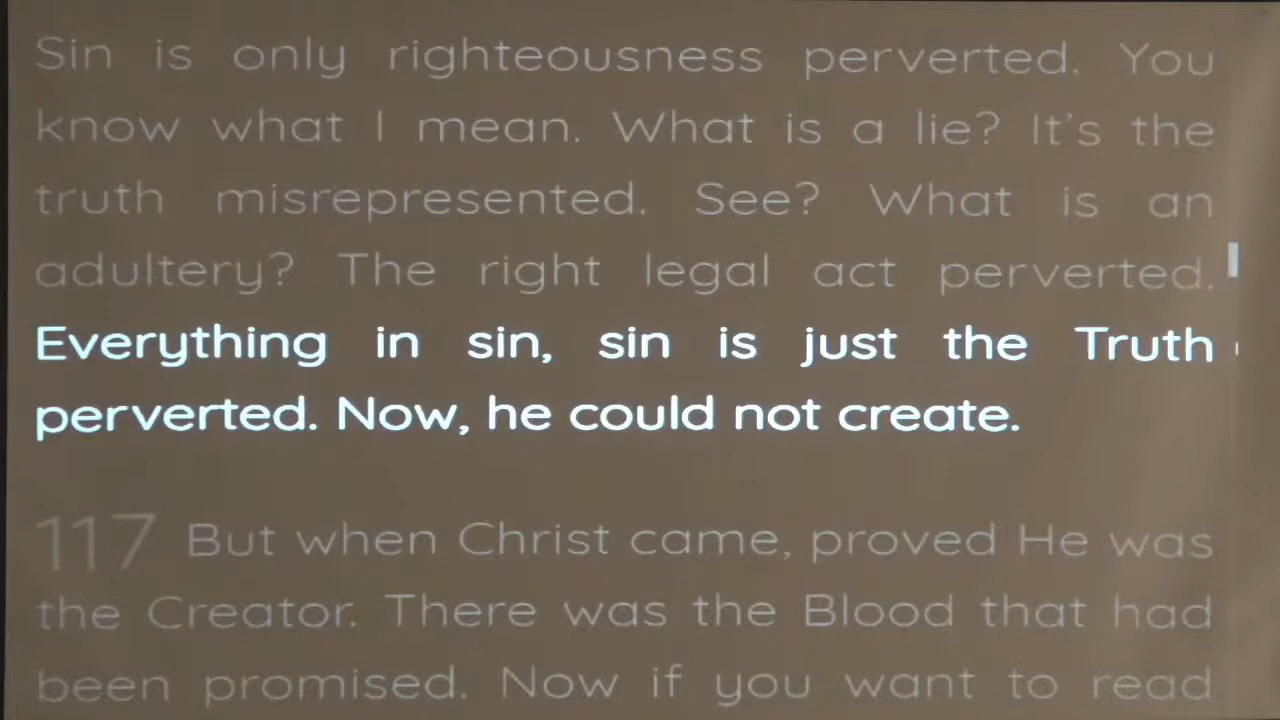 Sin is only righteousness perverted. You
know what I mean. What is a lie? It's the
truth misrepresented. See? What is an
adultery? The right legal act perverted.
Everything in sin, sin is just the Truth
perverted. Now, he could not create.
117 But when Christ came, proved He was
the Creator. There was the Blood that had
been promised. Now if you want to read